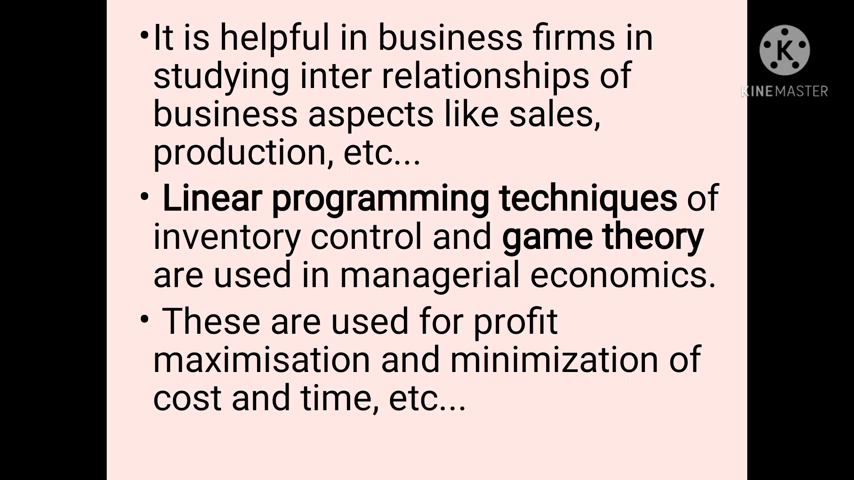 •It is helpful in business firms in
studying inter relationships of
business aspects like sales,
production, etc...
• Linear programming techniques of
inventory control and game theory
are used in managerial economics.
• These are used for profit
maximisation and minimization of
cost and time, etc...
K
KINEMASTER